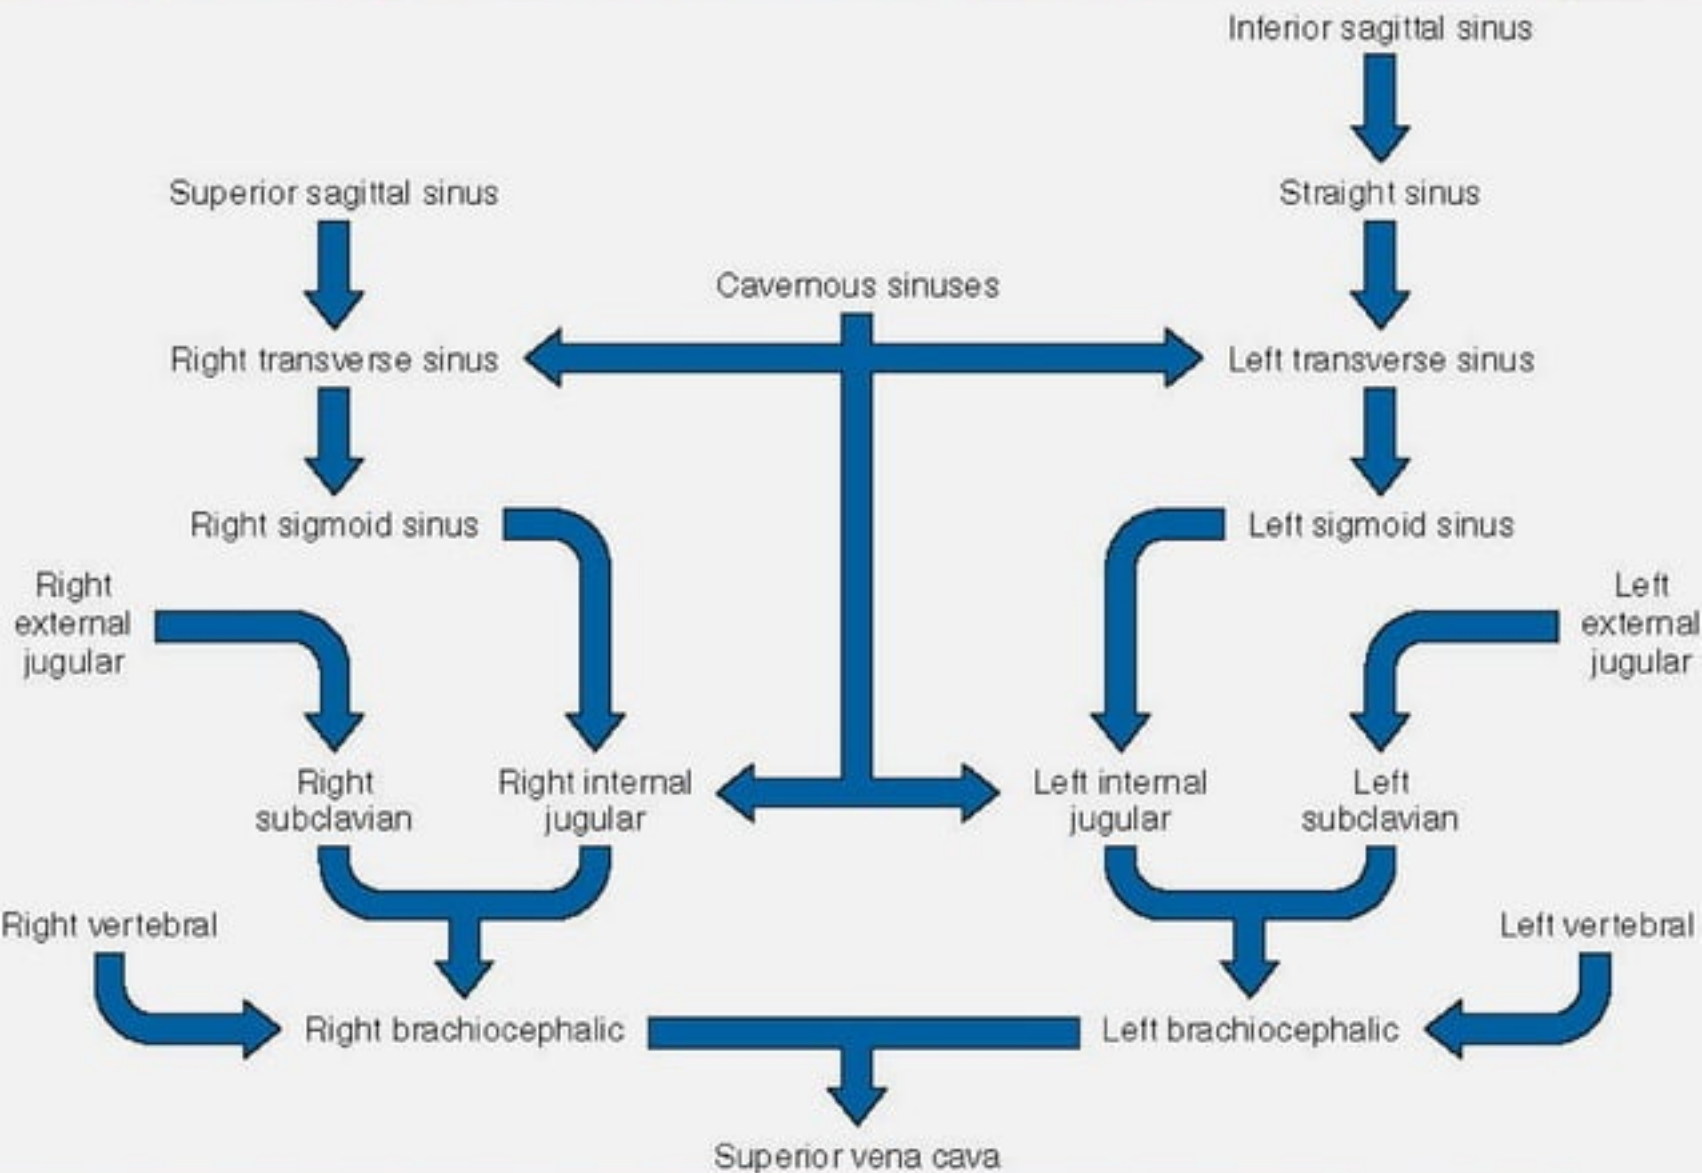 Inferior sagittal sinus
Superior sagittal sinus
Straight sinus
Cavernous sinuses
Right transverse sinus
Left transverse sinus
Right sigmoid sinus
Left sigmoid sinus
Right
external
jugular
Left
external
jugular
Right
subclavian
Right internal
jugular
Left internal
jugular
Left
subclavian
Right vertebral
Left vertebral
Right brachiocephalic
Left brachiocephalic
Superior vena cava